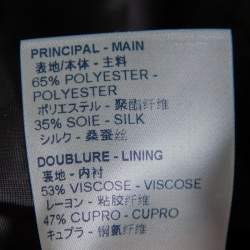 PRINCIPAL - MAIN
表地/本体 - 主料
65% POLYESTER -
POLYESTER
ポリエステル - 聚酯纤维
35% SOIE - SILK
シルク - 桑蚕丝
DOUBLURE - LINING
裏地 - 内衬
53% VISCOSE - VISCOSE
レーヨン - 粘胶纤维
47% CUPRO - CUPRO
キュプラ - 铜氨纤维